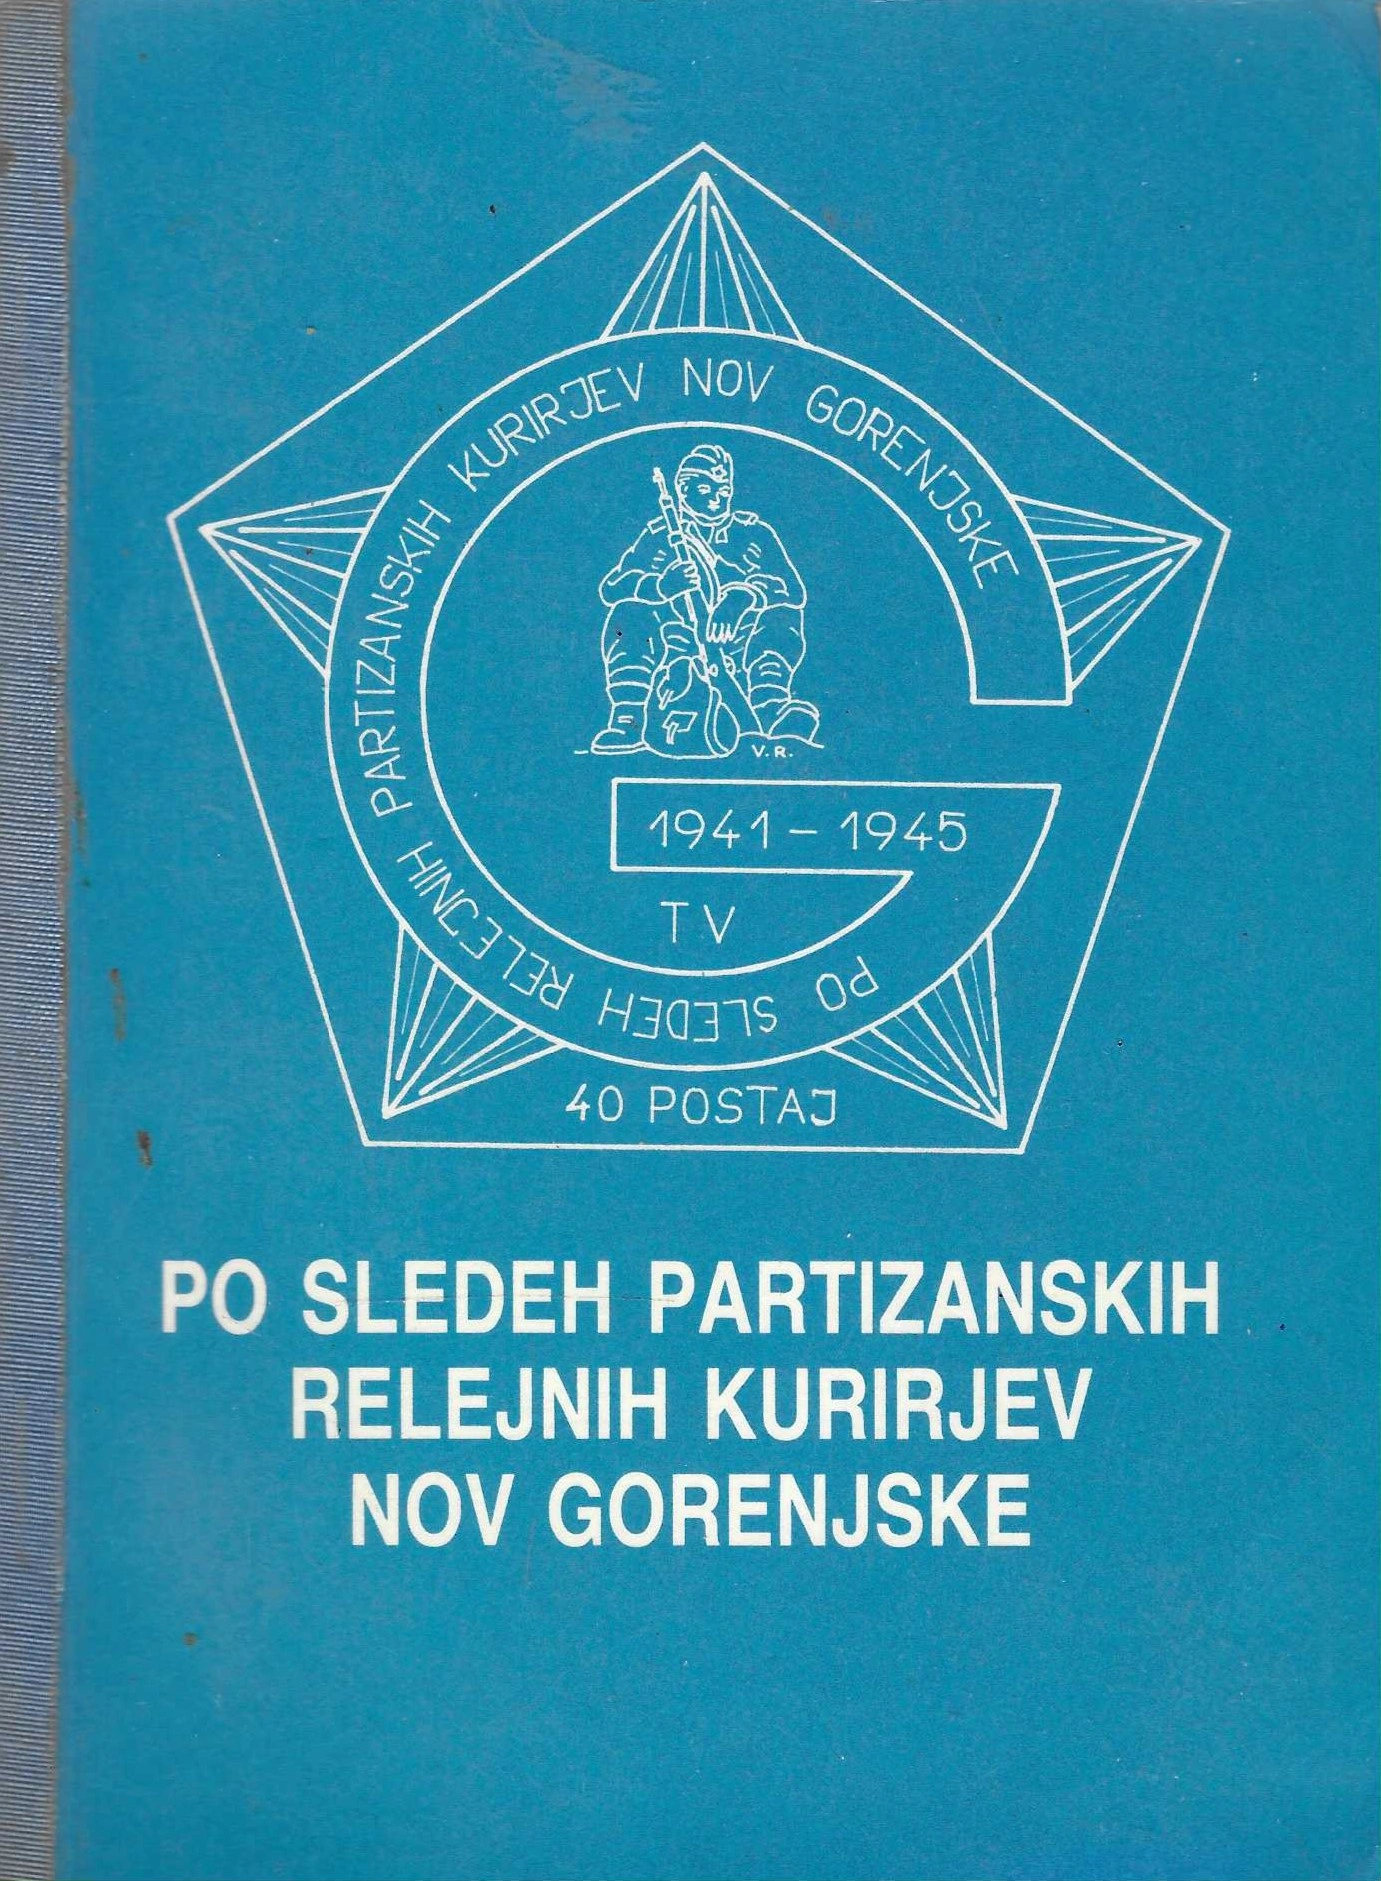 PO SLEDEH RELEJNIH PARTIZANSKIH KURIRJEV NOV GORENJSKE
V.R.
1941 – 1945
TV
40 POSTAJ
PO SLEDEH PARTIZANSKIH
RELEJNIH KURIRJEV
NOV GORENJSKE